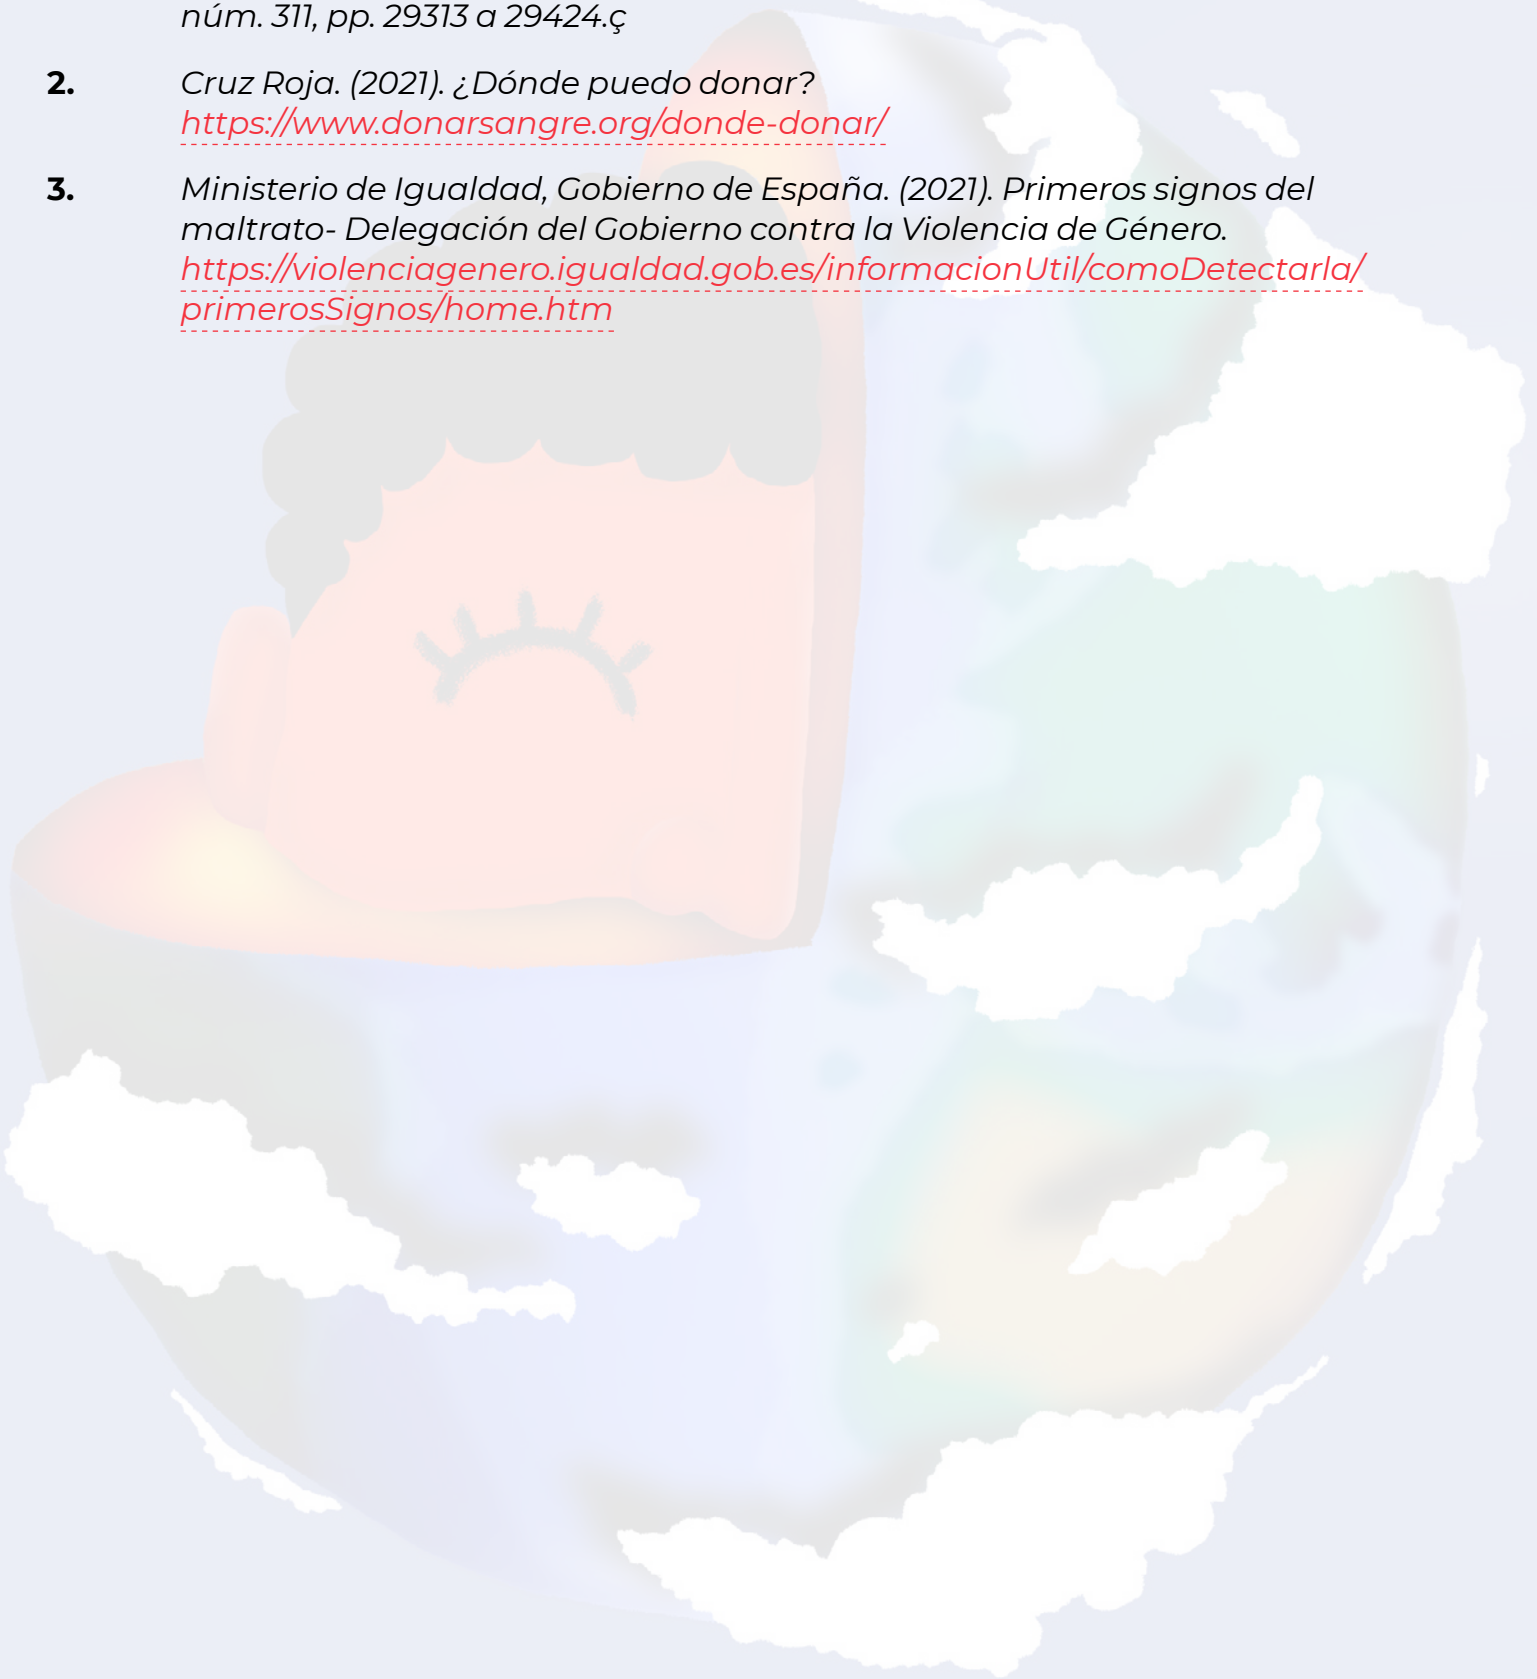 núm. 311, pp. 29313 a 29424.ç
2. Cruz Roja. (2021). ¿Dónde puedo donar?
https://www.donarsangre.org/donde-donar/
3. Ministerio de Igualdad, Gobierno de España. (2021). Primeros signos del
maltrato- Delegación del Gobierno contra la Violencia de Género.
https://violenciagenero.igualdad.gob.es/informacionUtil/comoDetectarla/
primerosSignos/home.htm